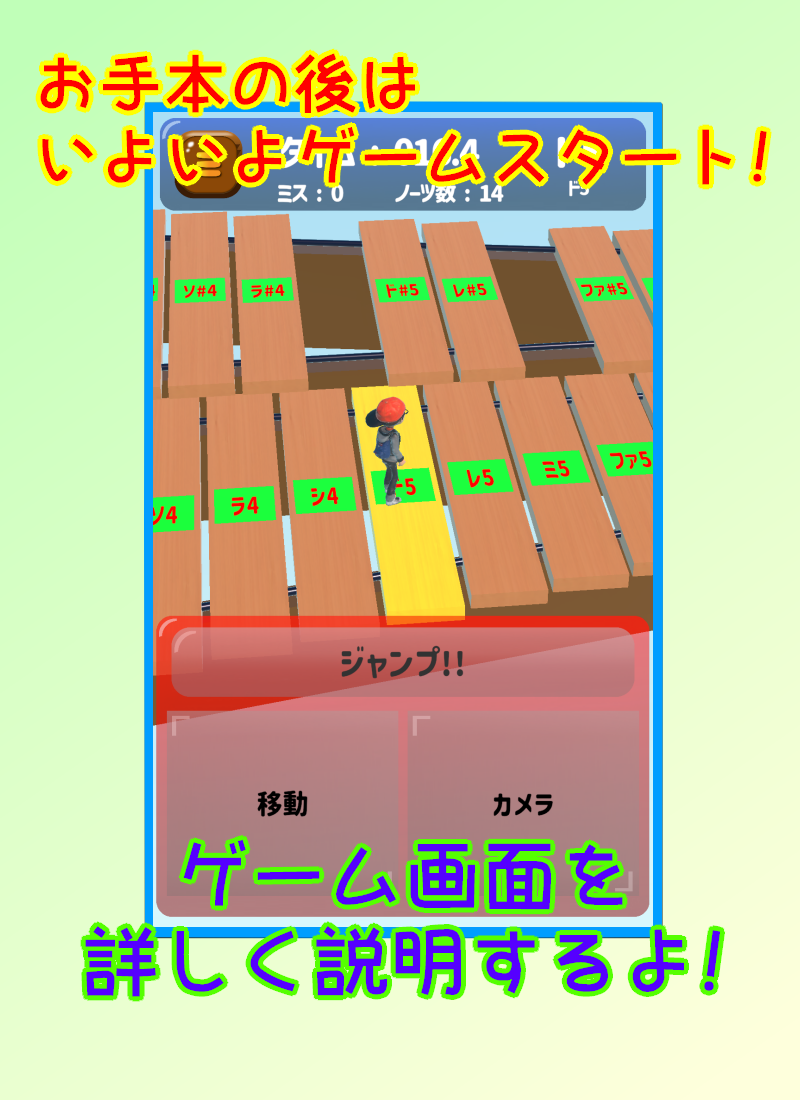 お手本の後は
いよいよゲームスタート!
ミス : 0 ノーツ数 : 14
ソ#4 ラ#4 ド#5 レ#5 ファ#5
ソ4 ラ4 シ4 レ5 ミ5 ファ5
ジャンプ!!
移動 カメラ
ゲーム画面を
詳しく説明するよ!